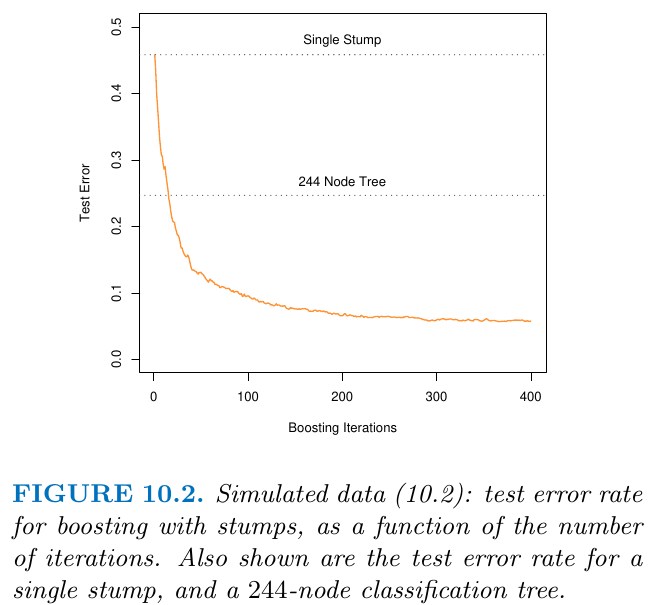 Single Stump
244 Node Tree
Test Error
0.5
0.4
0.3
0.2
0.1
0.0
0
100
200
300
400
Boosting Iterations
FIGURE 10.2. Simulated data (10.2): test error rate
for boosting with stumps, as a function of the number
of iterations. Also shown are the test error rate for a
single stump, and a 244-node classification tree.